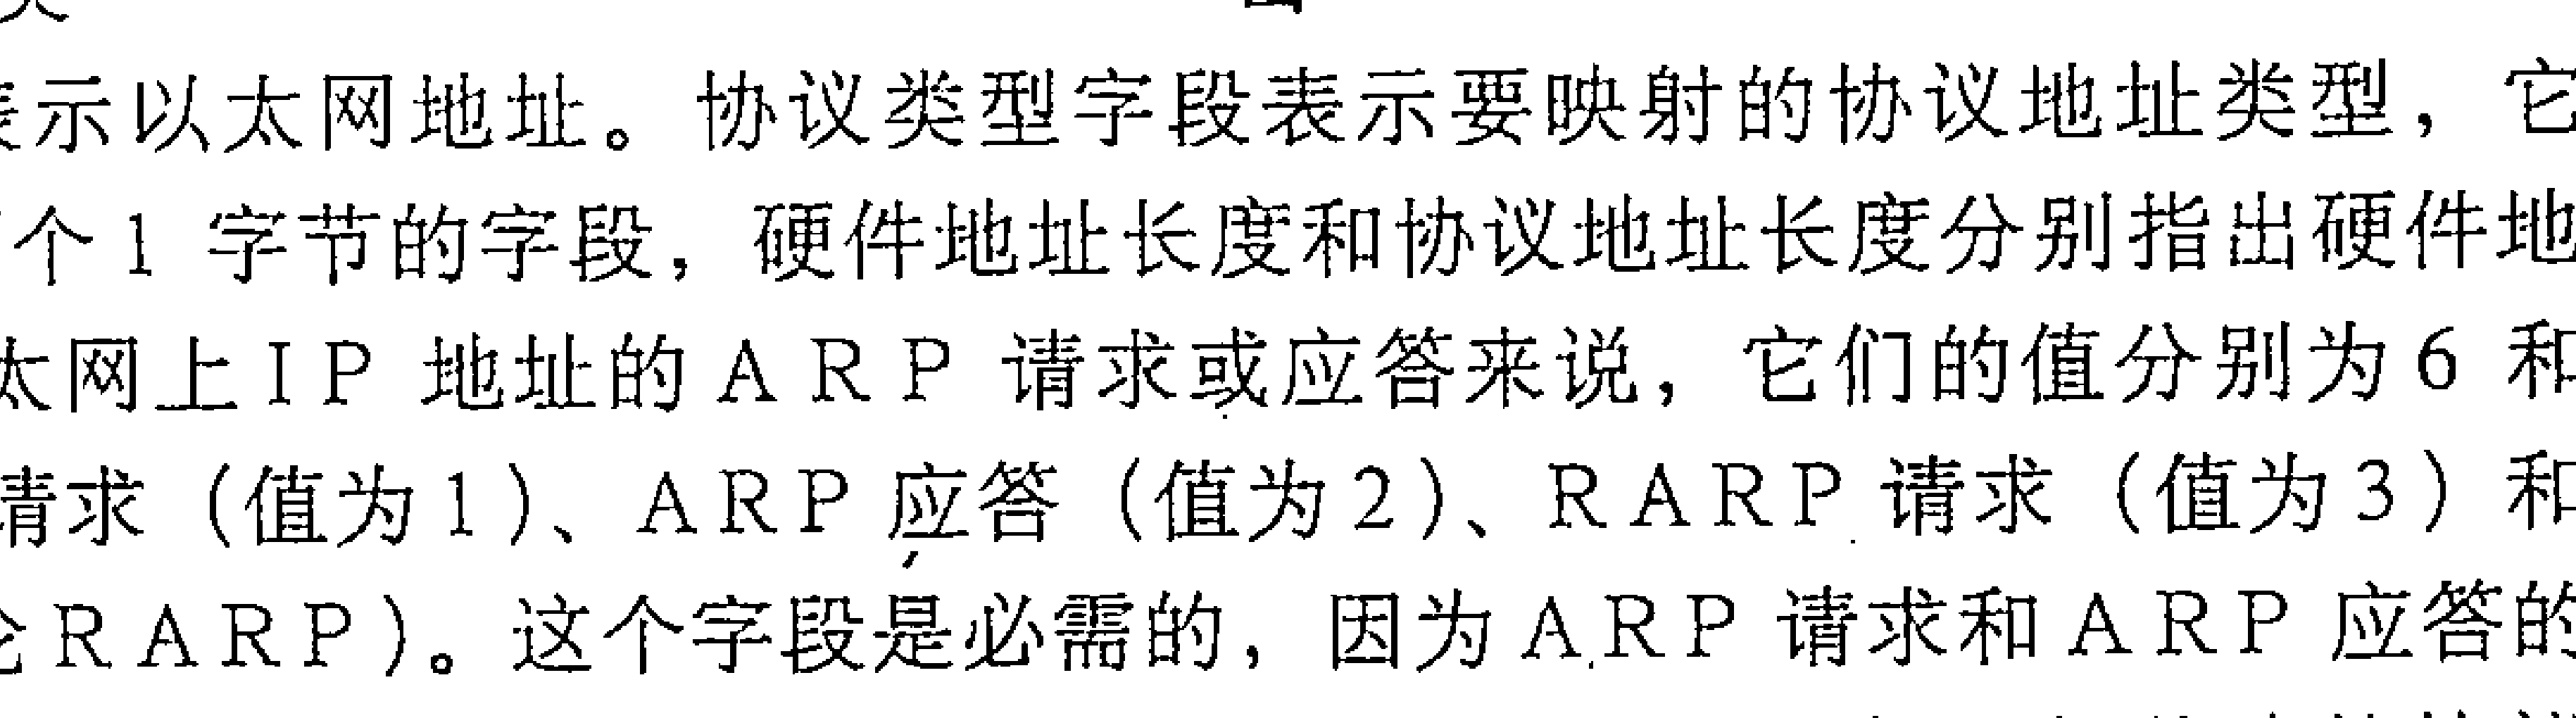 表示以太网地址。协议类型字段表示要映射的协议地址类型，它
个1字节的字段，硬件地址长度和协议地址长度分别指出硬件地
太网上IP地址的ARP请求或应答来说，它们的值分别为6和
请求（值为1）、ARP应答（值为2）、RARP请求（值为3）和
RARP）。这个字段是必需的，因为ARP请求和ARP应答的